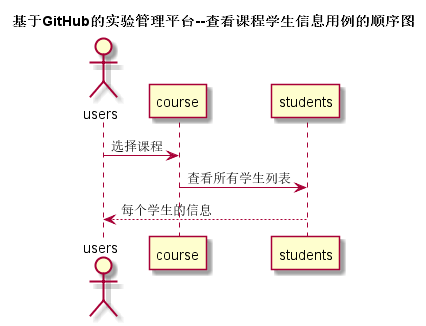 基于GitHub的实验管理平台--查看课程学生信息用例的顺序图
users
course
students
选择课程
查看所有学生列表
每个学生的信息
users
course
students